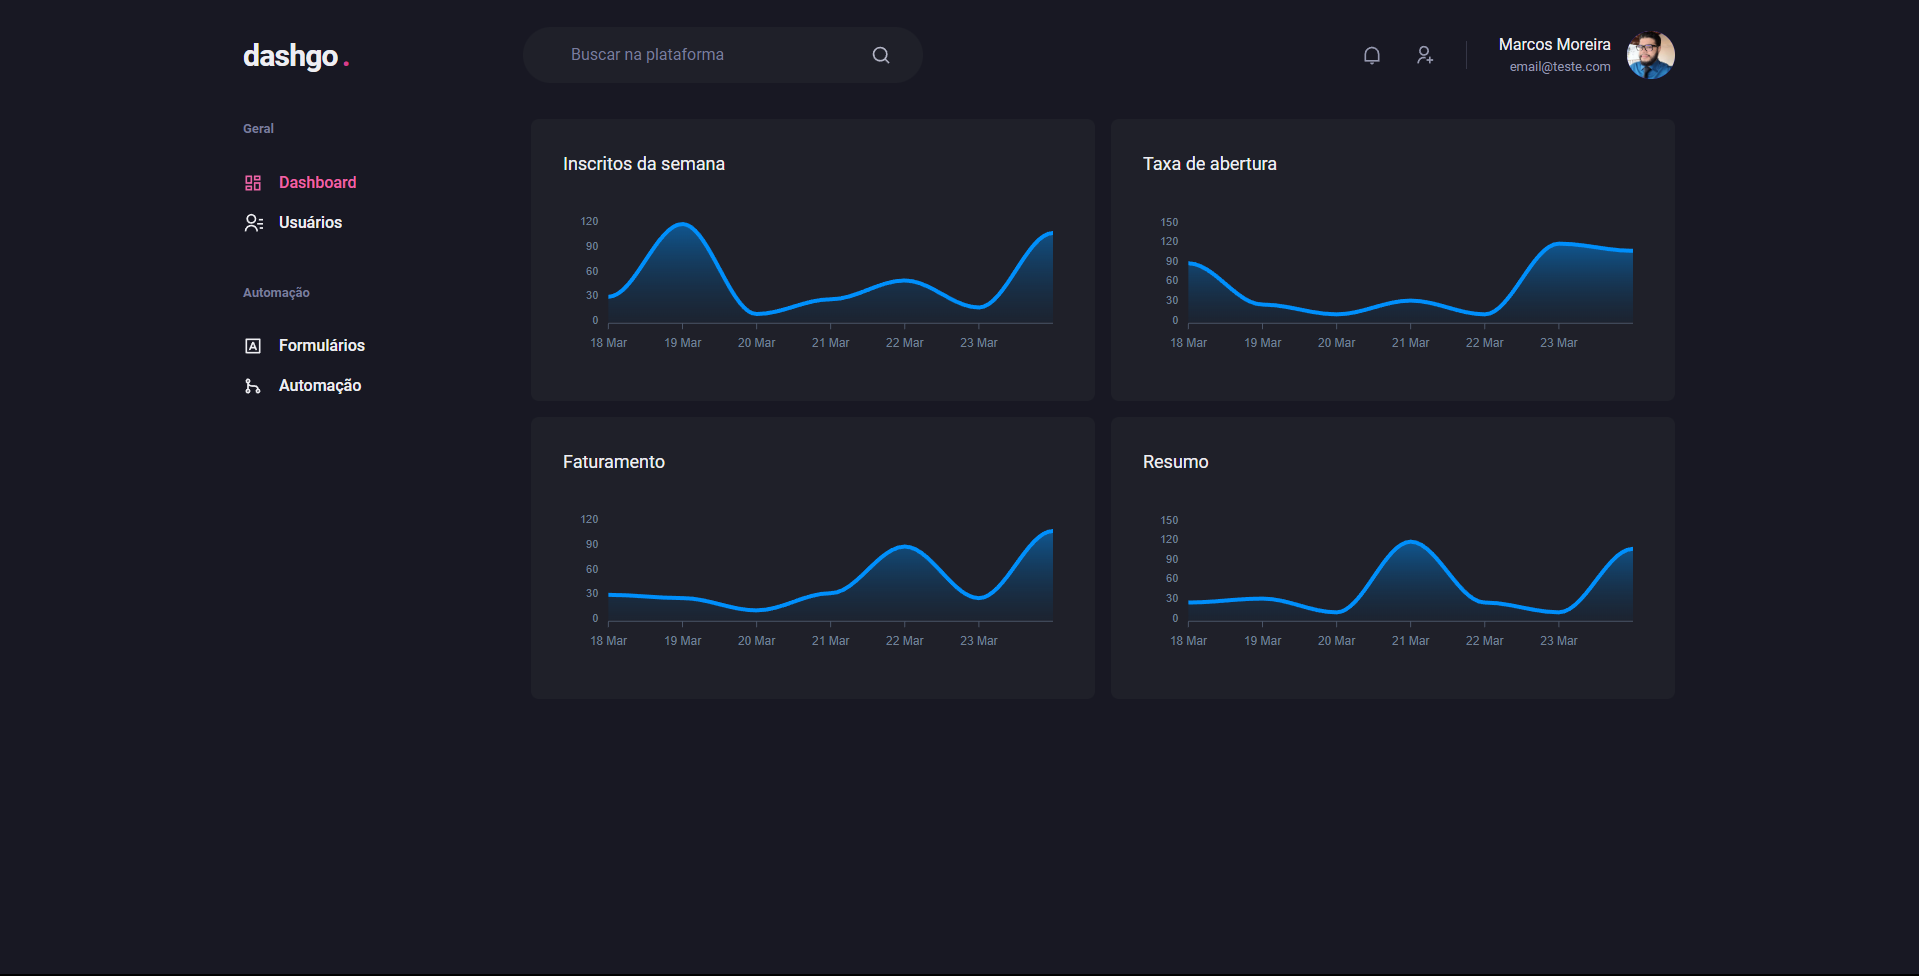 dashgo.
Buscar na plataforma
Marcos Moreira
email@teste.com
Geral
Dashboard
Usuários
Automação
Formulários
Automação
Inscritos da semana
120
90
60
30
0
18 Mar 19 Mar 20 Mar 21 Mar 22 Mar 23 Mar
Taxa de abertura
150
120
90
60
30
0
18 Mar 19 Mar 20 Mar 21 Mar 22 Mar 23 Mar
Faturamento
120
90
60
30
0
18 Mar 19 Mar 20 Mar 21 Mar 22 Mar 23 Mar
Resumo
150
120
90
60
30
0
18 Mar 19 Mar 20 Mar 21 Mar 22 Mar 23 Mar